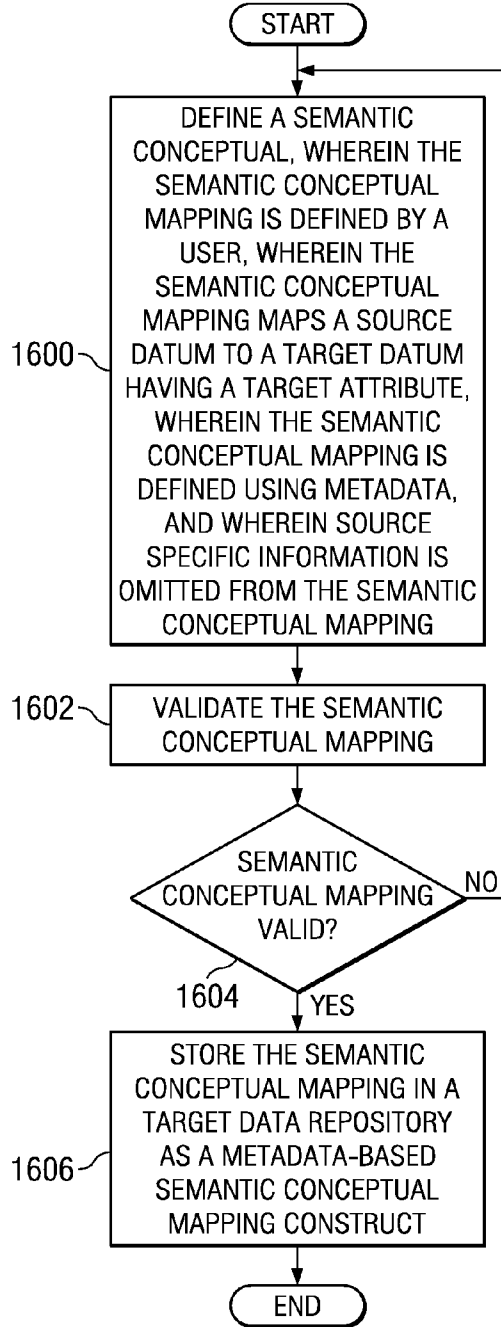 START
DEFINE A SEMANTIC
CONCEPTUAL, WHEREIN THE
SEMANTIC CONCEPTUAL
MAPPING IS DEFINED BY A
USER, WHEREIN THE
SEMANTIC CONCEPTUAL
MAPPING MAPS A SOURCE
DATUM TO A TARGET DATUM
HAVING A TARGET ATTRIBUTE,
WHEREIN THE SEMANTIC
CONCEPTUAL MAPPING IS
DEFINED USING METADATA,
AND WHEREIN SOURCE
SPECIFIC INFORMATION IS
OMITTED FROM THE SEMANTIC
CONCEPTUAL MAPPING
1600
VALIDATE THE SEMANTIC
CONCEPTUAL MAPPING
1602
SEMANTIC
CONCEPTUAL MAPPING
VALID?
NO
1604
YES
STORE THE SEMANTIC
CONCEPTUAL MAPPING IN A
TARGET DATA REPOSITORY
AS A METADATA-BASED
SEMANTIC CONCEPTUAL
MAPPING CONSTRUCT
1606
END